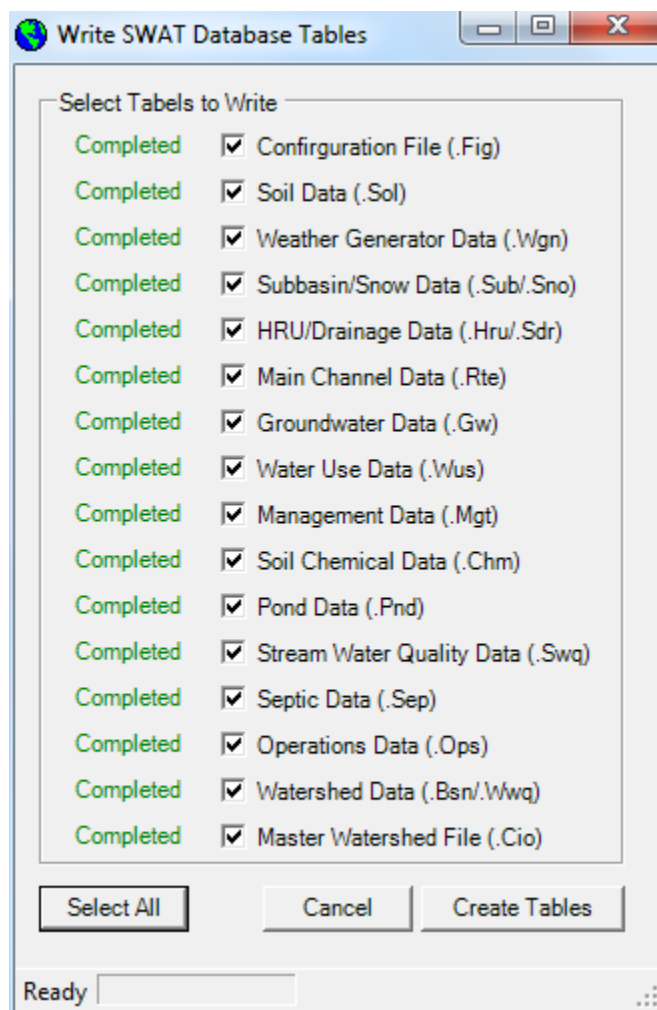 Write SWAT Database Tables
Select Tabels to Write
Completed Confirguration File (.Fig)
Completed Soil Data (.Sol)
Completed Weather Generator Data (.Wgn)
Completed Subbasin/Snow Data (.Sub/.Sno)
Completed HRU/Drainage Data (.Hru/.Sdr)
Completed Main Channel Data (.Rte)
Completed Groundwater Data (.Gw)
Completed Water Use Data (.Wus)
Completed Management Data (.Mgt)
Completed Soil Chemical Data (.Chm)
Completed Pond Data (.Pnd)
Completed Stream Water Quality Data (.Swq)
Completed Septic Data (.Sep)
Completed Operations Data (.Ops)
Completed Watershed Data (.Bsn/.Wwq)
Completed Master Watershed File (.Cio)
Select All Cancel Create Tables
Ready